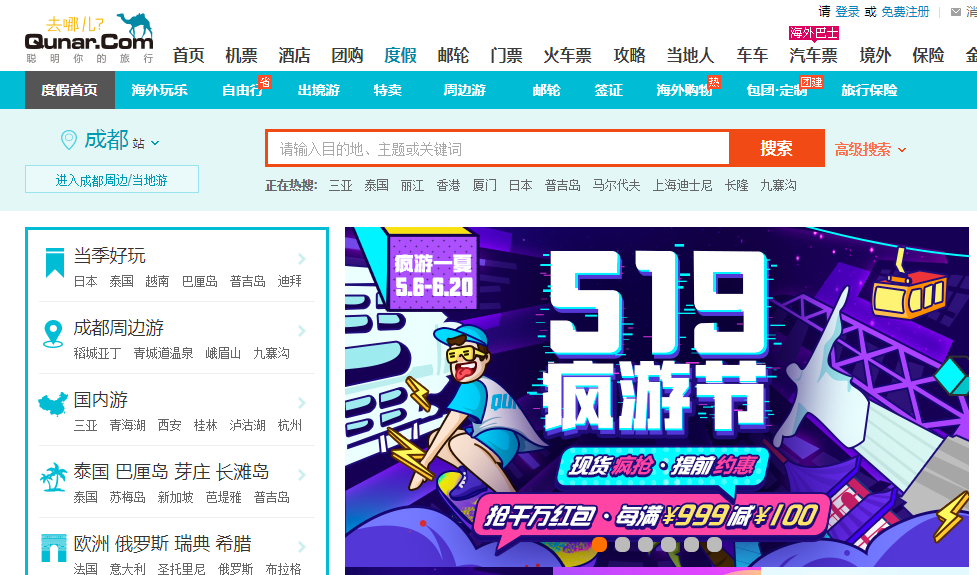 请 登录 或 免费注册
去哪儿?
Qunar.Com
聪明你的旅行
海外巴士
首页 机票 酒店 团购 度假 邮轮 门票 火车票 攻略 当地人 车车 汽车票 境外 保险
省 热 团建
度假首页 海外玩乐 自由行 出境游 特卖 周边游 邮轮 签证 海外购物 包团·定制 旅行保险
成都 站
请输入目的地、主题或关键词 搜索 高级搜索
进入成都周边/当地游
正在热搜: 三亚 泰国 丽江 香港 厦门 日本 普吉岛 马尔代夫 上海迪士尼 长隆 九寨沟
当季好玩
日本 泰国 越南 巴厘岛 普吉岛 迪拜
成都周边游
稻城亚丁 青城道温泉 峨眉山 九寨沟
国内游
三亚 青海湖 西安 桂林 泸沽湖 杭州
泰国 巴厘岛 芽庄 长滩岛
泰国 苏梅岛 新加坡 芭堤雅 普吉岛
欧洲 俄罗斯 瑞典 希腊
法国 意大利 圣托里尼 俄罗斯 布拉格
疯游一夏
5.6-6.20
519
疯游节
QU
现货疯抢·提前约惠
抢千万红包·每满¥999减¥100